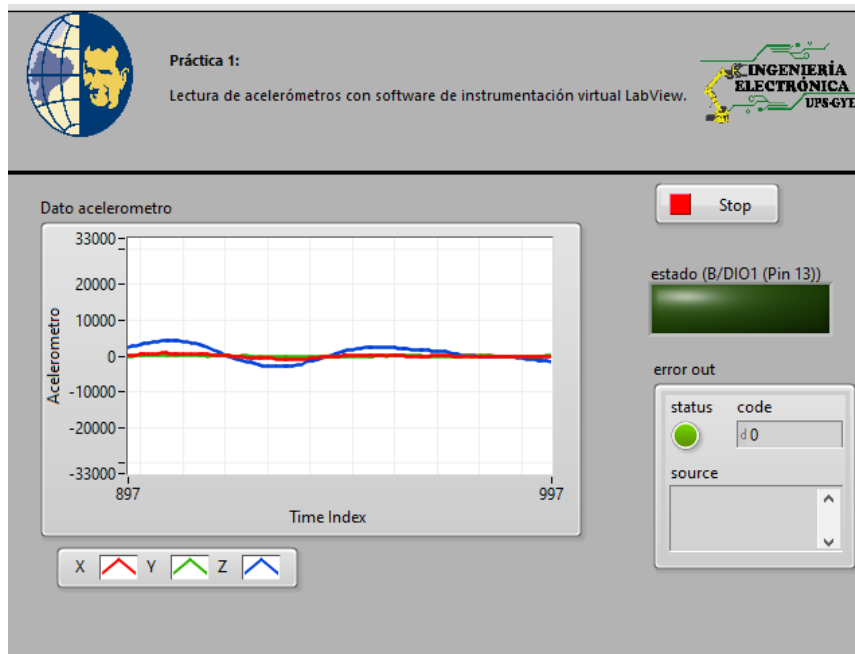 Práctica 1:
Lectura de acelerómetros con software de instrumentación virtual LabView.
INGENIERÍA
ELECTRÓNICA
UPS-GYE
Dato acelerometro
Stop
33000
20000
10000
0
-10000
-20000
-33000
Acelerometro
897
997
Time Index
X
Y
Z
estado (B/DIO1 (Pin 13))
error out
status
code
d 0
source